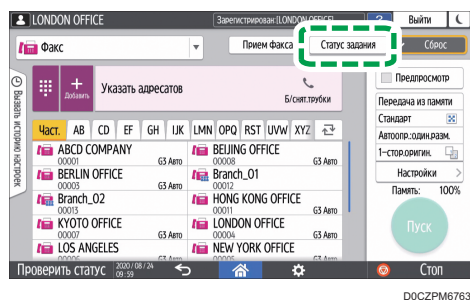 LONDON OFFICE
Зарегистрирован:[LONDON OFFICE]
?
Выйти
Факс
Прием факса
Статус задания
Сброс
Вызвать использ настроек
Добавить
Указать адресатов
Б/снят.трубки
Предпросмотр
Передача из памяти
Стандарт
Автоопр.:один.разм.
1-стор.оригин.
Настройки
Память: 100%
Пуск
Част. AB CD EF GH IJK LMN OPQ RST UVW XYZ
ABCD COMPANY
00001 G3 Авто
BEIJING OFFICE
00008 G3 Авто
BERLIN OFFICE
00003 G3 Авто
Branch_01
00012
Branch_02
00013
HONG KONG OFFICE
00011 G3 Авто
KYOTO OFFICE
00007 G3 Авто
LONDON OFFICE
00004 G3 Авто
LOS ANGELES
NEW YORK OFFICE
Проверить статус
2020/08/24
09:59
Стоп
D0CZPM6763